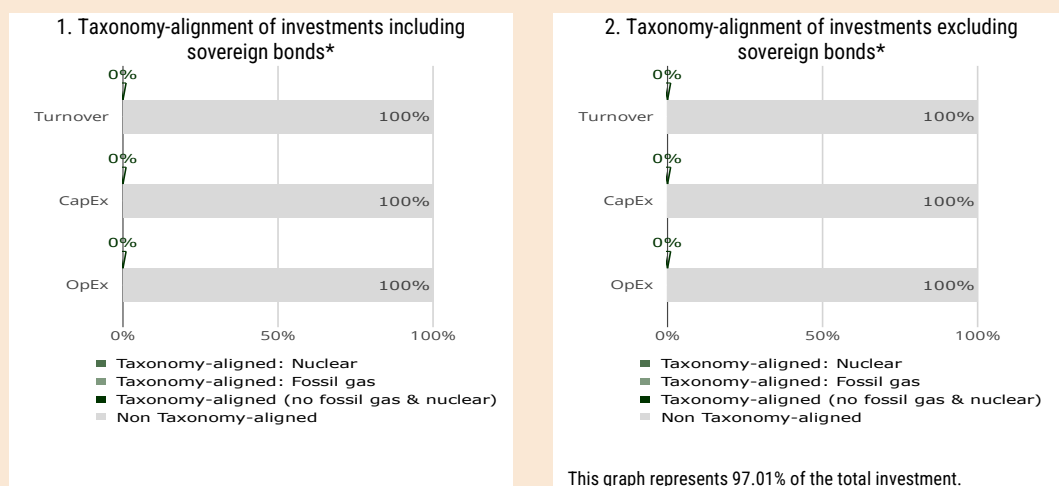 1. Taxonomy-alignment of investments including
sovereign bonds*
0%
Turnover
100%
0%
CapEx
100%
0%
OpEx
100%
0%
50%
100%
Taxonomy-aligned: Nuclear
Taxonomy-aligned: Fossil gas
Taxonomy-aligned (no fossil gas & nuclear)
Non Taxonomy-aligned
2. Taxonomy-alignment of investments excluding
sovereign bonds*
0%
Turnover
100%
0%
CapEx
100%
0%
OpEx
100%
0%
50%
100%
Taxonomy-aligned: Nuclear
Taxonomy-aligned: Fossil gas
Taxonomy-aligned (no fossil gas & nuclear)
Non Taxonomy-aligned
This graph represents 97.01% of the total investment.